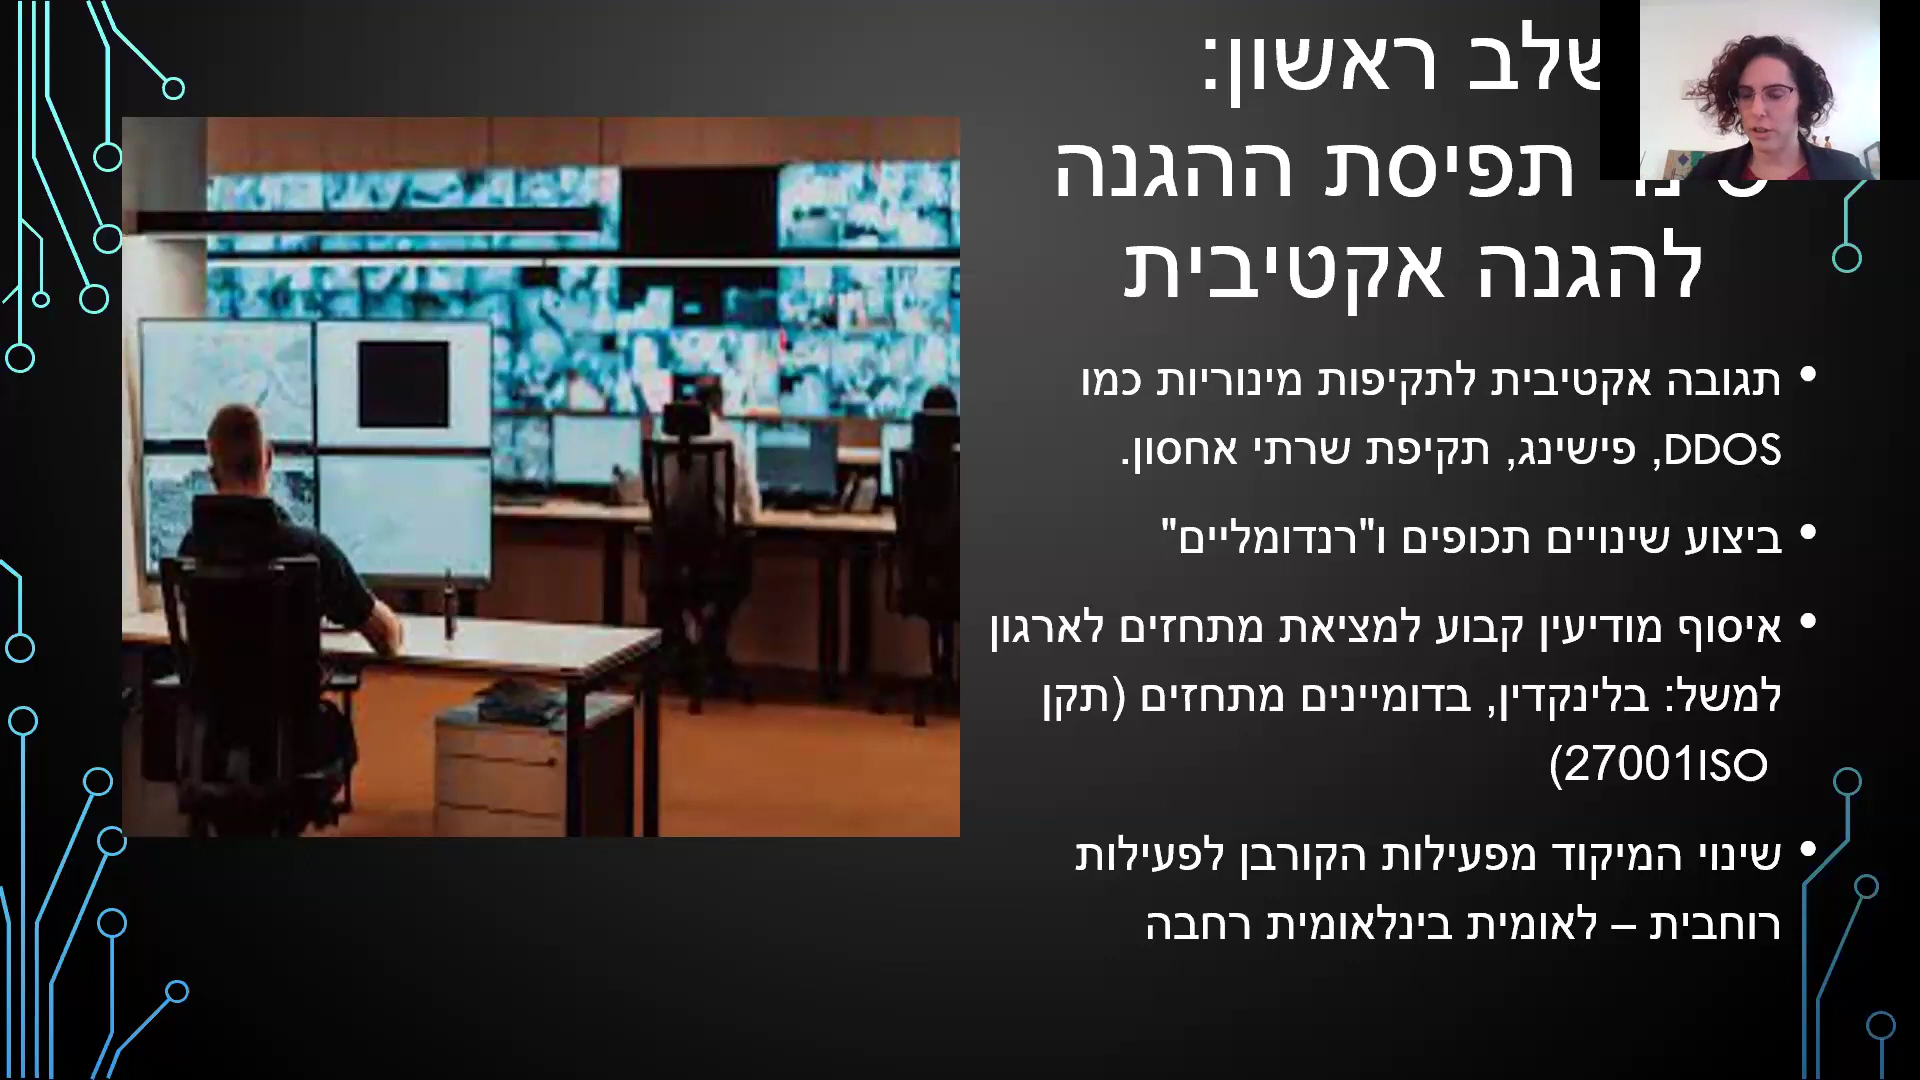 שלב ראשון:
תפיסת ההגנה
להגנה אקטיבית
• תגובה אקטיבית לתקיפות מינוריות כמו
DDOS, פישינג, תקיפת שרתי אחסון.
• ביצוע שינויים תכופים ו"רנדומליים"
• איסוף מודיעין קבוע למציאת מתחזים לארגון
למשל: בלינקדין, בדומיינים מתחזים (תקן
27001ISO)
• שינוי המיקוד מפעילות הקורבן לפעילות
רוחבית – לאומית בינלאומית רחבה